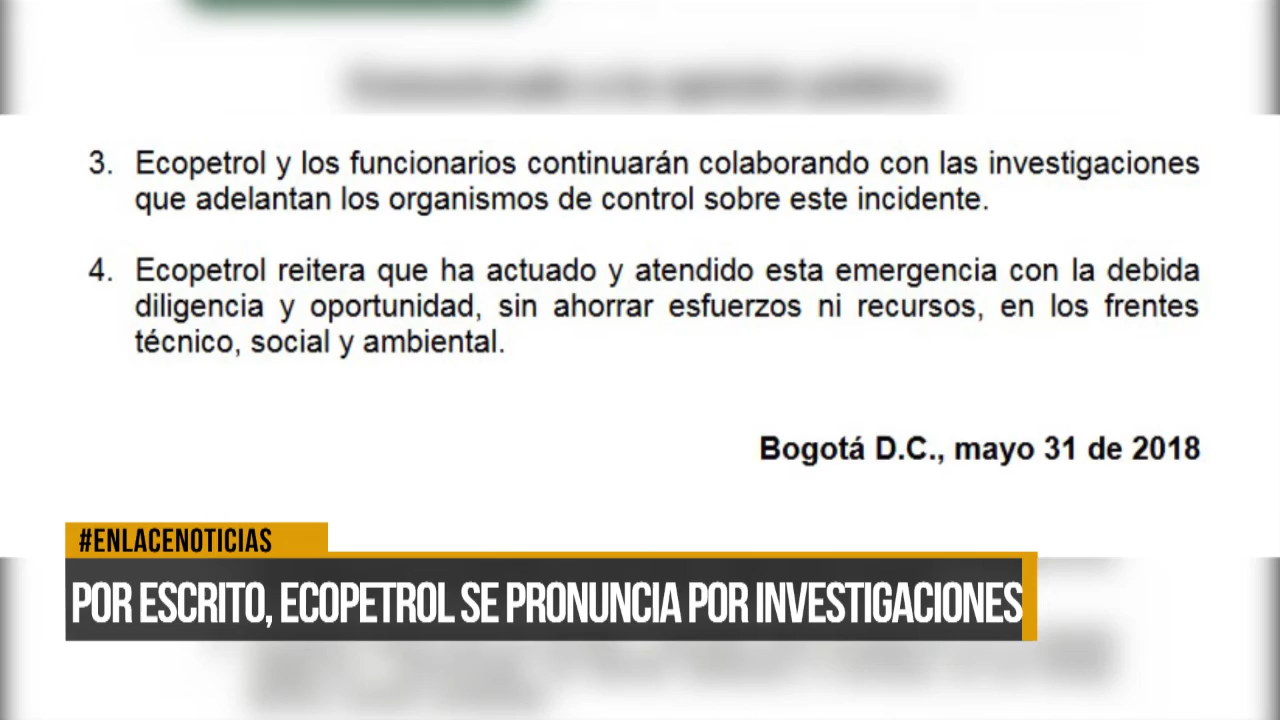 3. Ecopetrol y los funcionarios continuarán colaborando con las investigaciones
que adelantan los organismos de control sobre este incidente.
4. Ecopetrol reitera que ha actuado y atendido esta emergencia con la debida
diligencia y oportunidad, sin ahorrar esfuerzos ni recursos, en los frentes
técnico, social y ambiental.
Bogotá D.C., mayo 31 de 2018
#ENLACENOTICIAS
POR ESCRITO, ECOPETROL SE PRONUNCIA POR INVESTIGACIONES